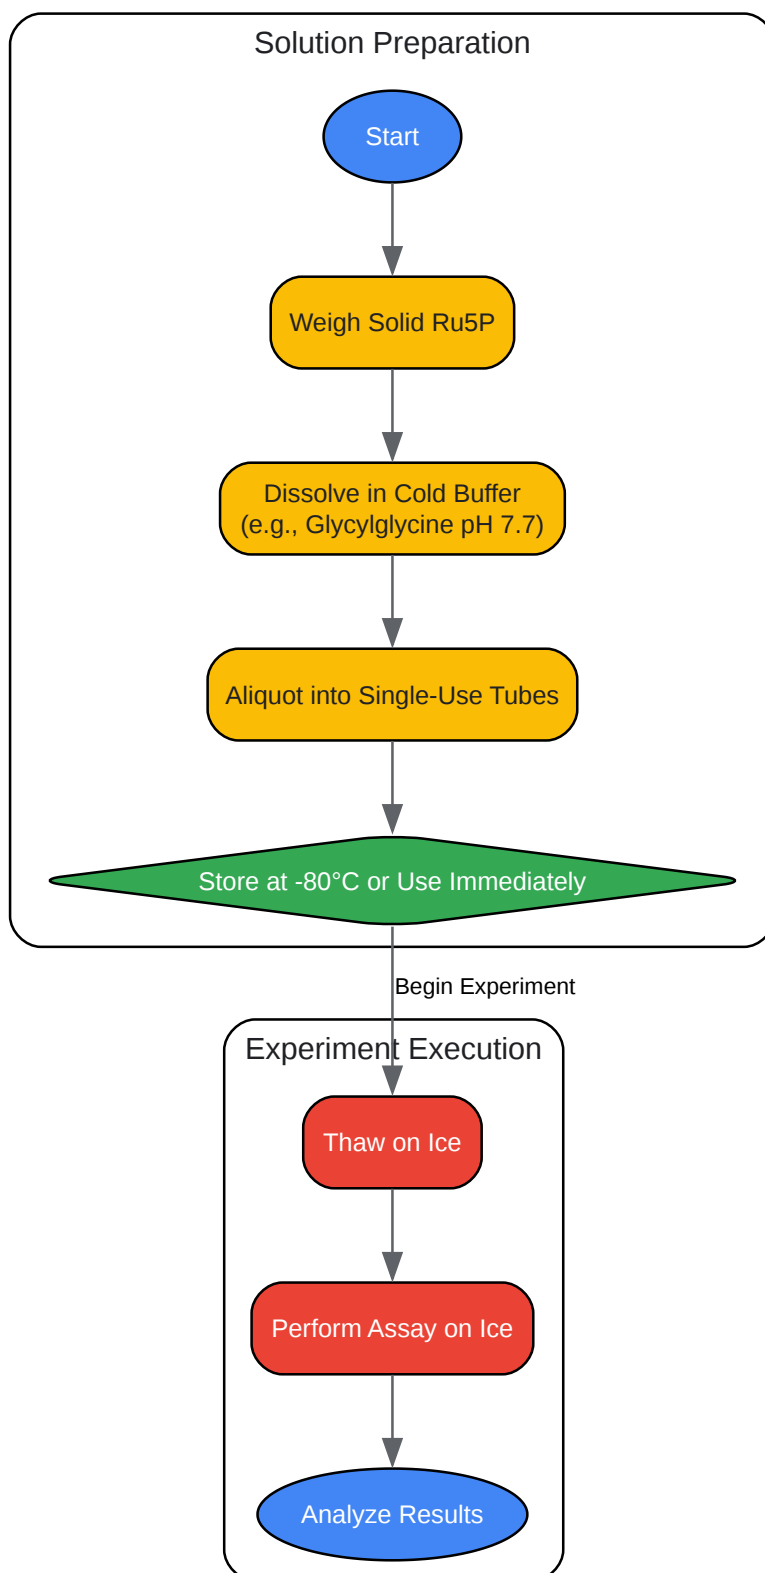 Solution Preparation
Start
Weigh Solid Ru5P
Dissolve in Cold Buffer
(e.g., Glycylglycine pH 7.7)
Aliquot into Single-Use Tubes
Store at -80°C or Use Immediately
Begin Experiment
Experiment Execution
Thaw on Ice
Perform Assay on Ice
Analyze Results